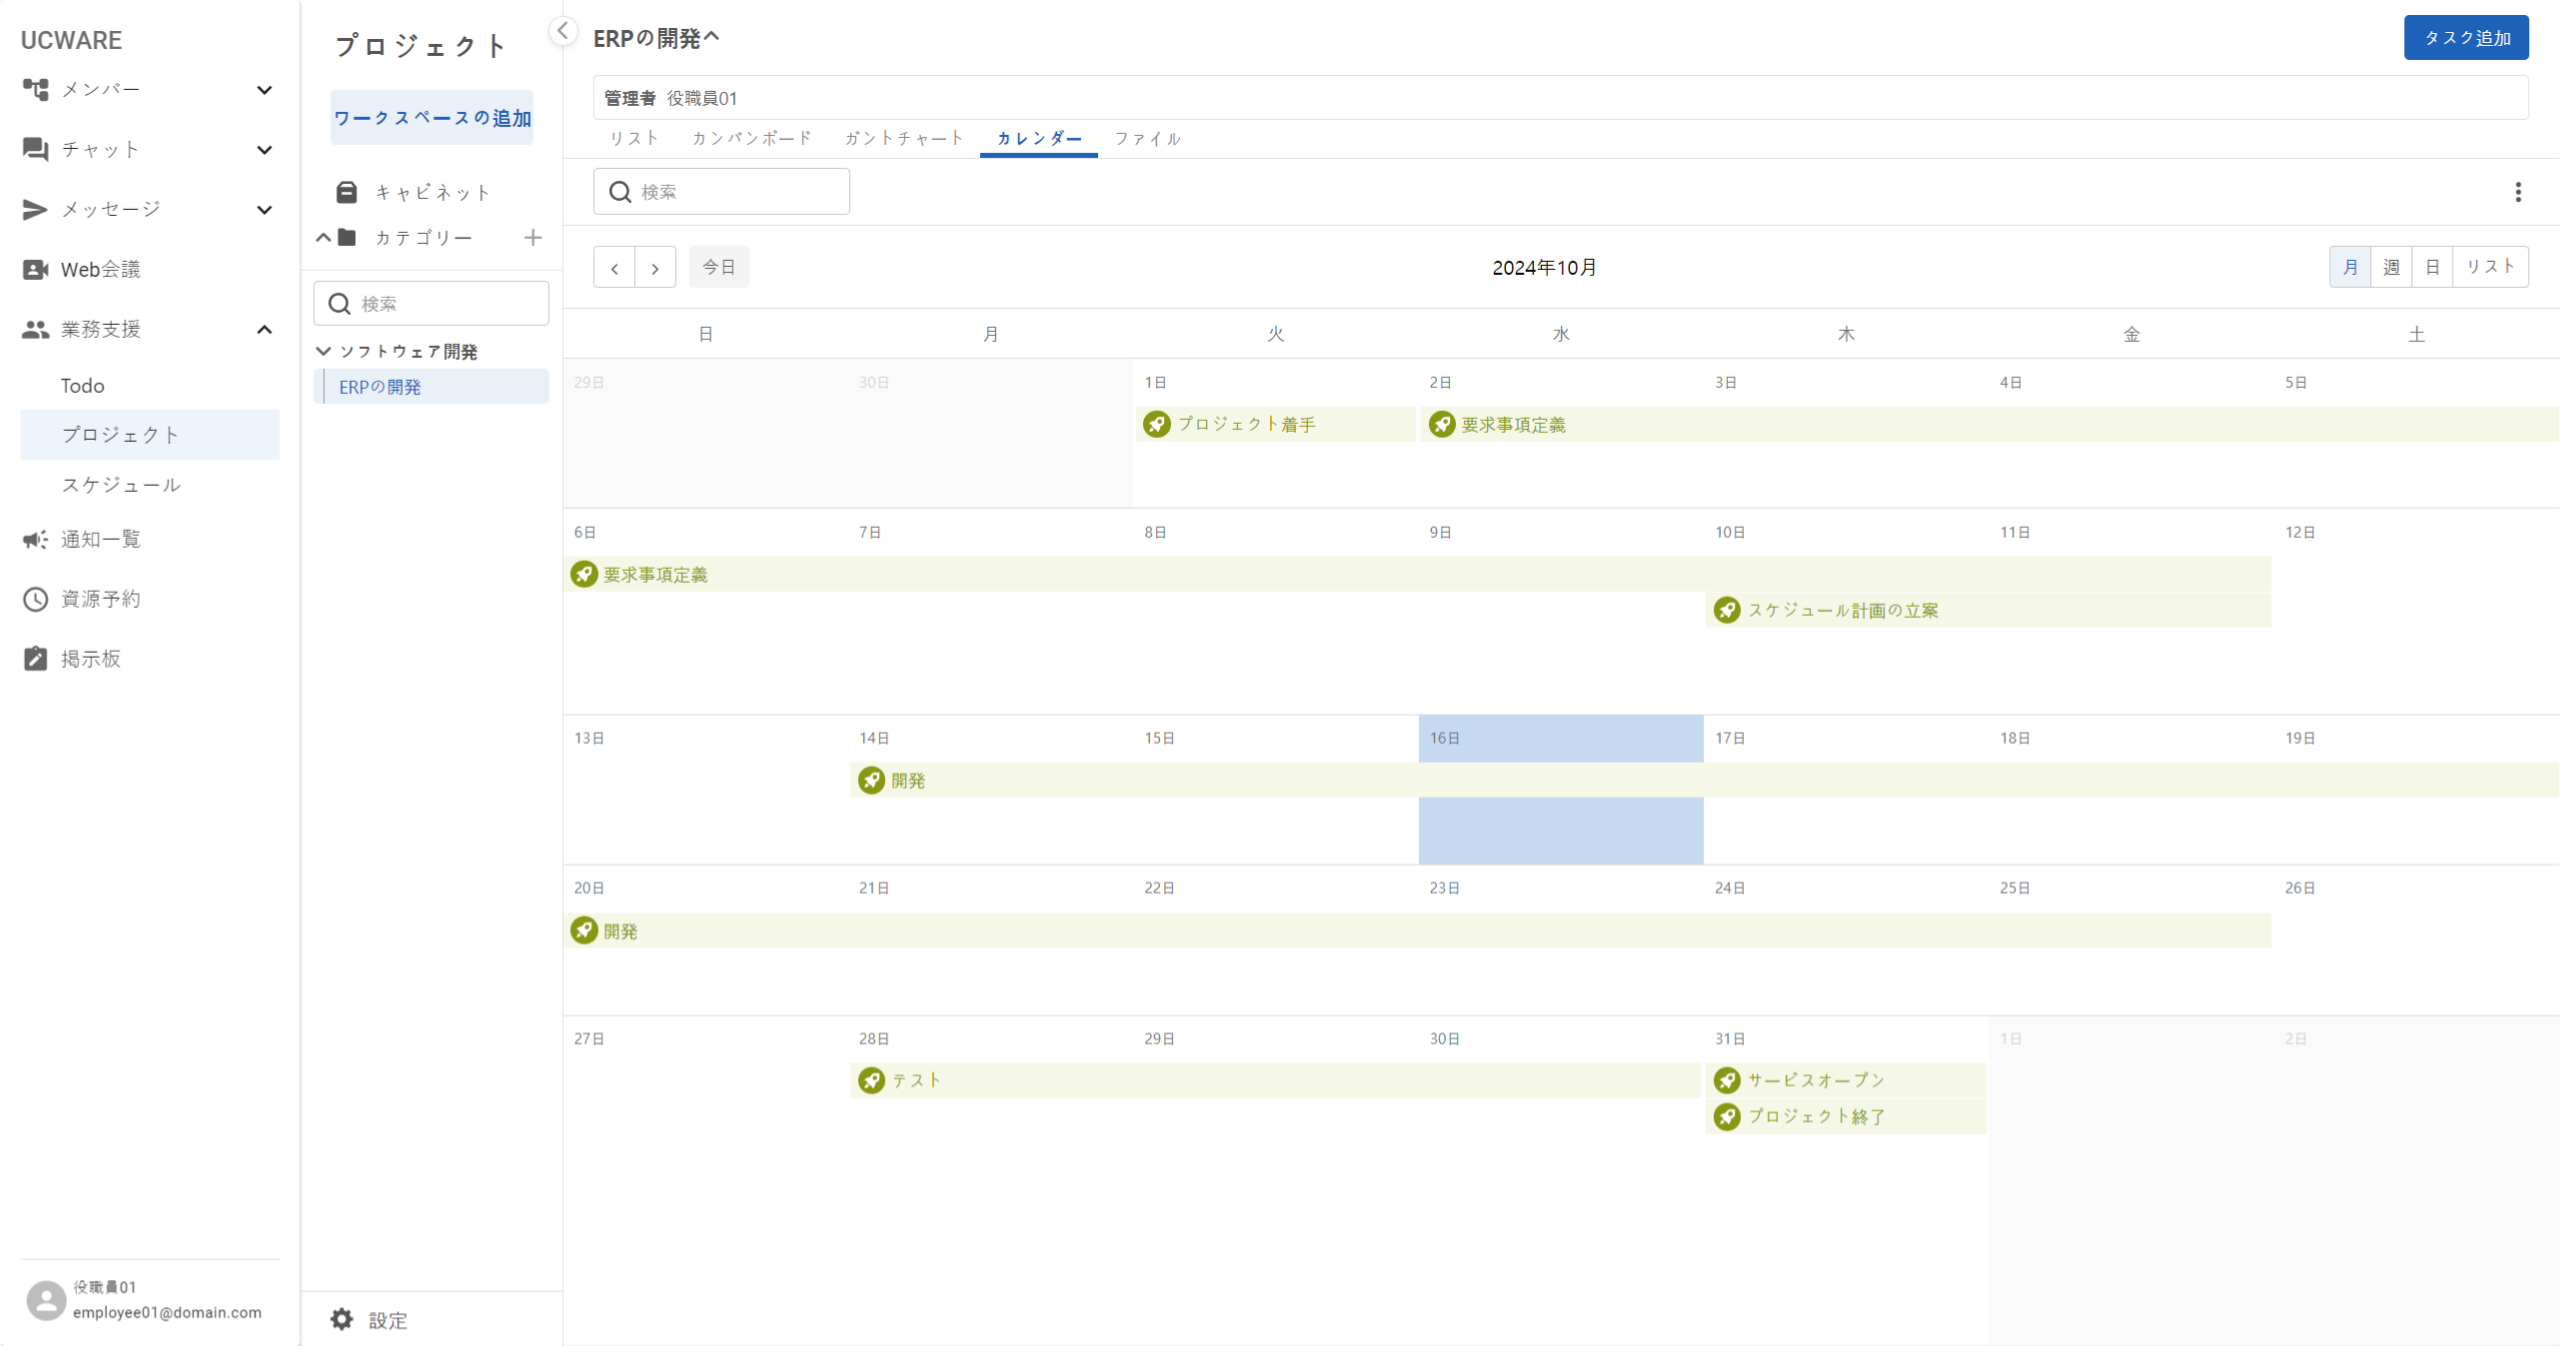 UCWARE
メンバー
チャット
メッセージ
Web会議
業務支援
Todo
プロジェクト
スケジュール
通知一覧
資源予約
掲示板
役職員01
employee01@domain.com
プロジェクト
ワークスペースの追加
キャビネット
カテゴリー
検索
ソフトウェア開発
ERPの開発
設定
ERPの開発
タスク追加
管理者 役職員01
リスト カンバンボード ガントチャート カレンダー ファイル
検索
今日 2024年10月 月 週 日 リスト
日 月 火 水 木 金 土
29日 30日 1日 2日 3日 4日 5日
プロジェクト着手 要求事項定義
6日 7日 8日 9日 10日 11日 12日
要求事項定義
スケジュール計画の立案
13日 14日 15日 16日 17日 18日 19日
開発
20日 21日 22日 23日 24日 25日 26日
開発
27日 28日 29日 30日 31日 1日 2日
テスト サービスオープン
プロジェクト終了